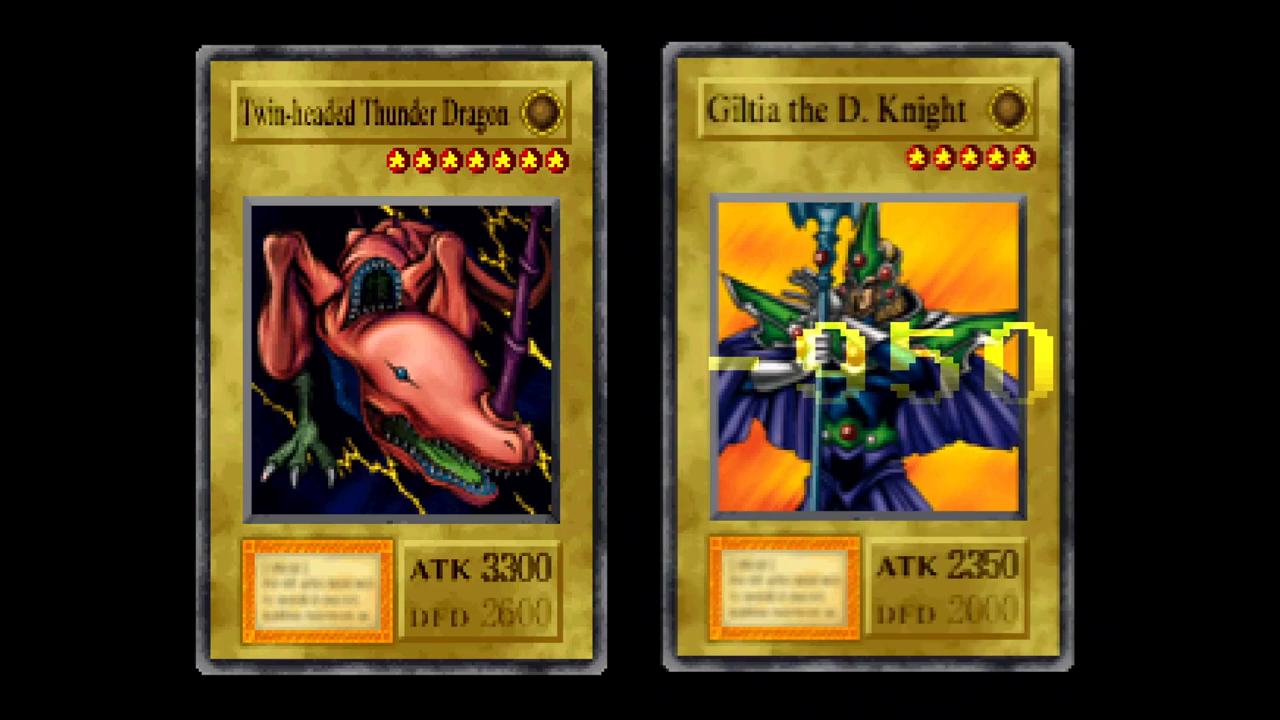 Twin-headed Thunder Dragon
ATK 3300
DFD 2600
Giltia the D. Knight
-950
ATK 2350
DFD 2000